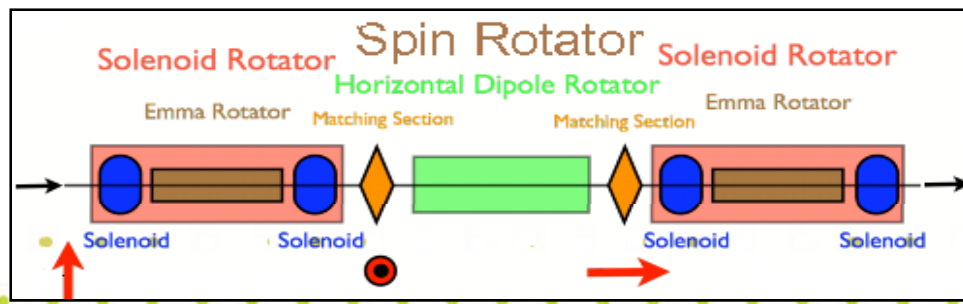 Spin Rotator
Solenoid Rotator
Solenoid Rotator
Horizontal Dipole Rotator
Emma Rotator
Matching Section
Matching Section
Emma Rotator
Solenoid
Solenoid
Solenoid
Solenoid